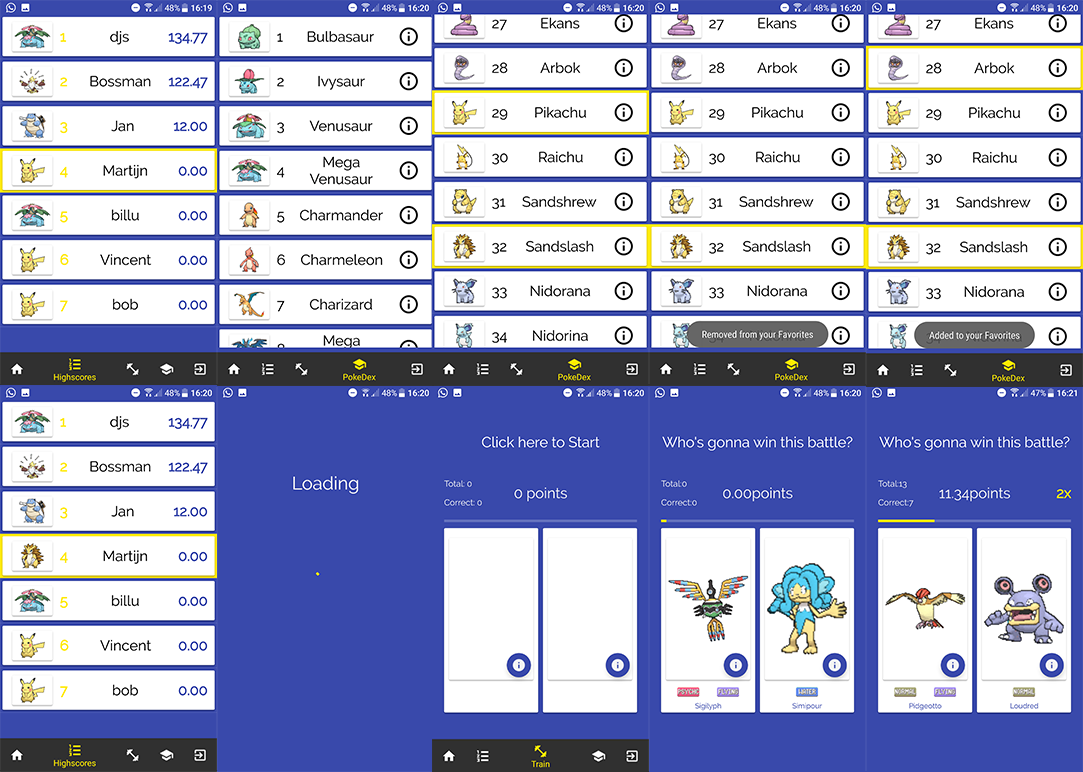 48% 16:19
1 djs 134.77
2 Bossman 122.47
3 Jan 12.00
4 Martijn 0.00
5 billu 0.00
6 Vincent 0.00
7 bob 0.00
Highscores
48% 16:20
1 Bulbasaur
2 Ivysaur
3 Venusaur
4 Mega
Venusaur
5 Charmander
6 Charmeleon
7 Charizard
8 Mega
PokeDex
48% 16:20
27 Ekans
28 Arbok
29 Pikachu
30 Raichu
31 Sandshrew
32 Sandslash
33 Nidorana
34 Nidorina
PokeDex
48% 16:20
27 Ekans
28 Arbok
29 Pikachu
30 Raichu
31 Sandshrew
32 Sandslash
33 Nidorana
Removed from your Favorites
PokeDex
48% 16:20
27 Ekans
28 Arbok
29 Pikachu
30 Raichu
31 Sandshrew
32 Sandslash
33 Nidorana
Added to your Favorites
PokeDex
48% 16:20
1 djs 134.77
2 Bossman 122.47
3 Jan 12.00
4 Martijn 0.00
5 billu 0.00
6 Vincent 0.00
7 bob 0.00
Highscores
48% 16:20
Loading
48% 16:20
Click here to Start
Total: 0
Correct: 0
0 points
Train
48% 16:20
Who's gonna win this battle?
Total:0
Correct:0
0.00points
PSYCHC FLYING WATER
Sigilyph Simipour
47% 16:21
Who's gonna win this battle?
Total:13
Correct:7
11.34points 2x
NORMAL FLYING NORMAL
Pidgeotto Loudred